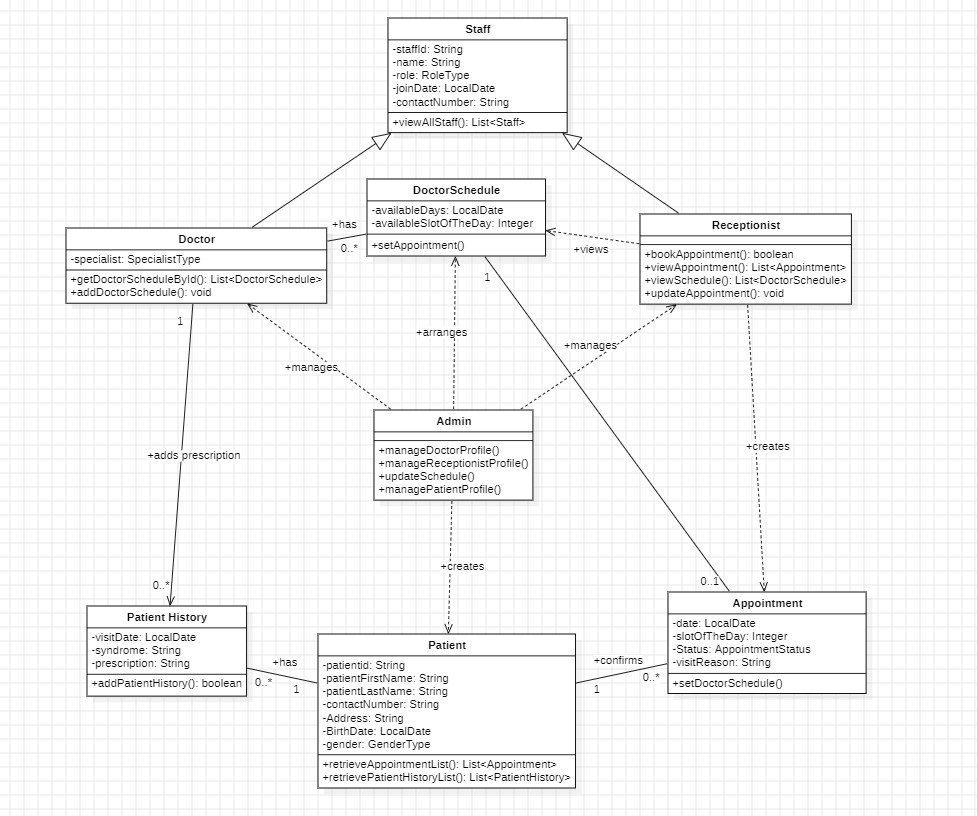 Staff
-staffId: String
-name: String
-role: RoleType
-joinDate: LocalDate
-contactNumber: String
+viewAllStaff(): List<Staff>
DoctorSchedule
-availableDays: LocalDate
-availableSlotOfTheDay: Integer
+setAppointment()
Doctor
-specialist: SpecialistType
+getDoctorScheduleById(): List<DoctorSchedule>
+addDoctorSchedule(): void
+has
0..*
Receptionist
+bookAppointment(): boolean
+viewAppointment(): List<Appointment>
+viewSchedule(): List<DoctorSchedule>
+updateAppointment(): void
+views
1
1
+arranges
+manages
+manages
Admin
+manageDoctorProfile()
+manageReceptionistProfile()
+updateSchedule()
+managePatientProfile()
+adds prescription
+creates
+creates
0..*
0..1
Patient History
-visitDate: LocalDate
-syndrome: String
-prescription: String
+addPatientHistory(): boolean
+has
0..*
1
Patient
-patientid: String
-patientFirstName: String
-patientLastName: String
-contactNumber: String
-Address: String
-BirthDate: LocalDate
-gender: GenderType
+retrieveAppointmentList(): List<Appointment>
+retrievePatientHistoryList(): List<PatientHistory>
+confirms
1
0..*
Appointment
-date: LocalDate
-slotOfTheDay: Integer
-Status: AppointmentStatus
-visitReason: String
+setDoctorSchedule()